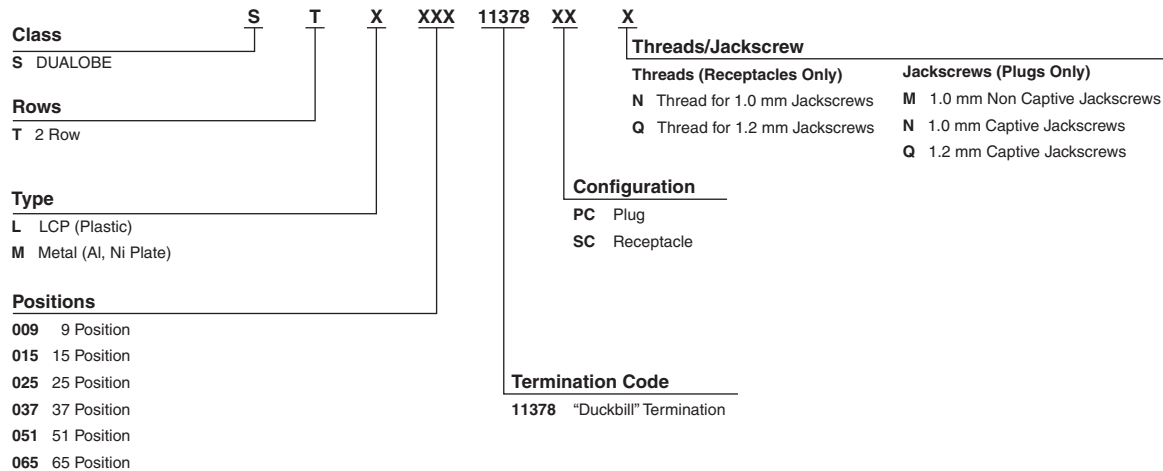 S T X XXX 11378 XX X
Class
S DUALOBE
Rows
T 2 Row
Type
L LCP (Plastic)
M Metal (Al, Ni Plate)
Positions
009 9 Position
015 15 Position
025 25 Position
037 37 Position
051 51 Position
065 65 Position
Termination Code
11378 “Duckbill” Termination
Configuration
PC Plug
SC Receptacle
Threads/Jackscrew
Threads (Receptacles Only)
N Thread for 1.0 mm Jackscrews
Q Thread for 1.2 mm Jackscrews
Jackscrews (Plugs Only)
M 1.0 mm Non Captive Jackscrews
N 1.0 mm Captive Jackscrews
Q 1.2 mm Captive Jackscrews